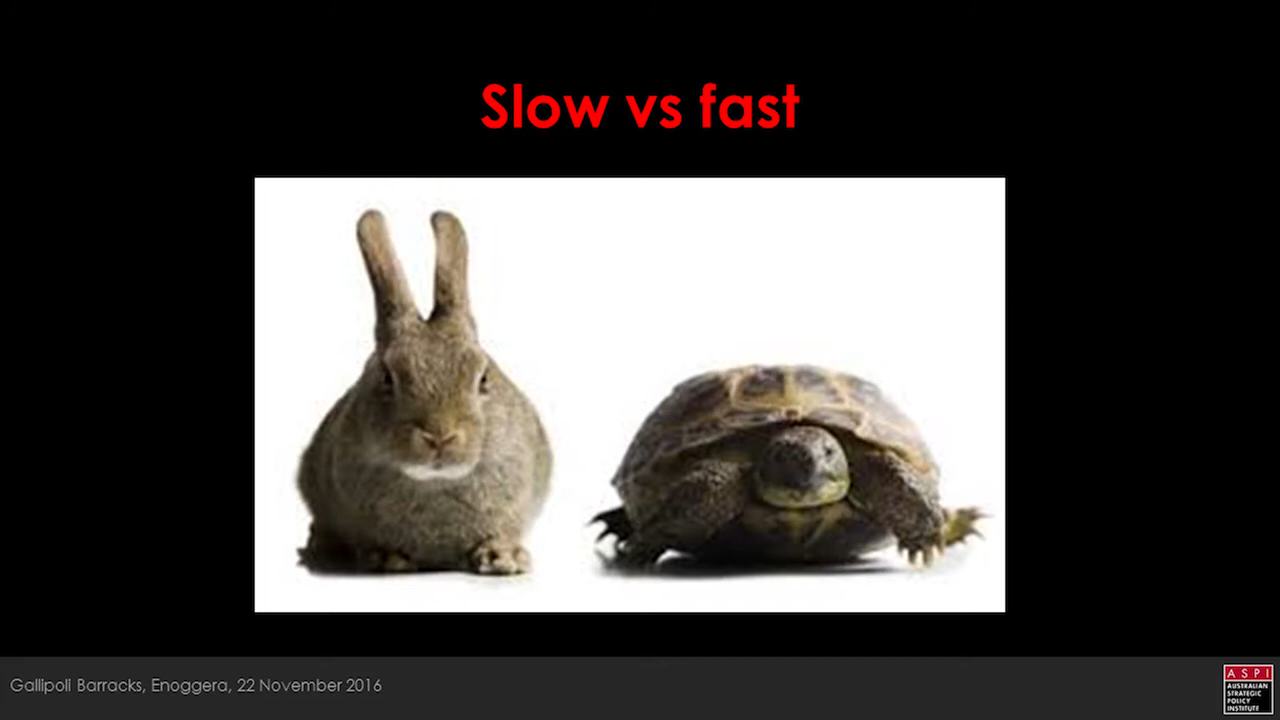 Slow vs fast
Gallipoli Barracks, Enoggera, 22 November 2016
ASPI
AUSTRALIAN
STRATEGIC
POLICY
INSTITUTE